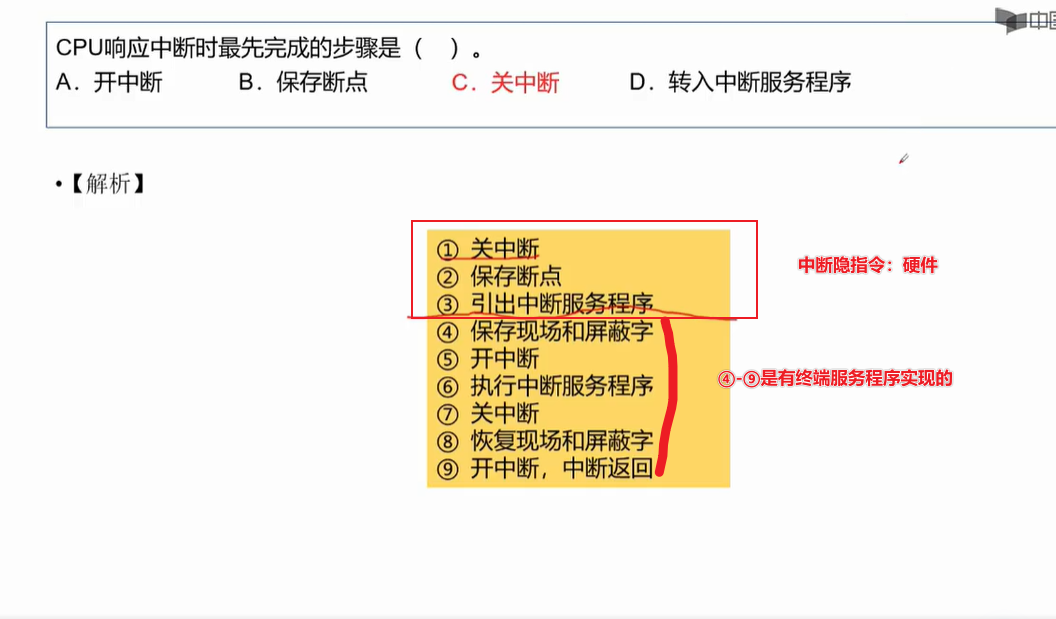 中国
CPU响应中断时最先完成的步骤是（　）。
A．开中断　B．保存断点　C．关中断　D．转入中断服务程序
•【解析】
① 关中断
② 保存断点
③ 引出中断服务程序
④ 保存现场和屏蔽字
⑤ 开中断
⑥ 执行中断服务程序
⑦ 关中断
⑧ 恢复现场和屏蔽字
⑨ 开中断，中断返回
中断隐指令：硬件
④-⑨是有终端服务程序实现的